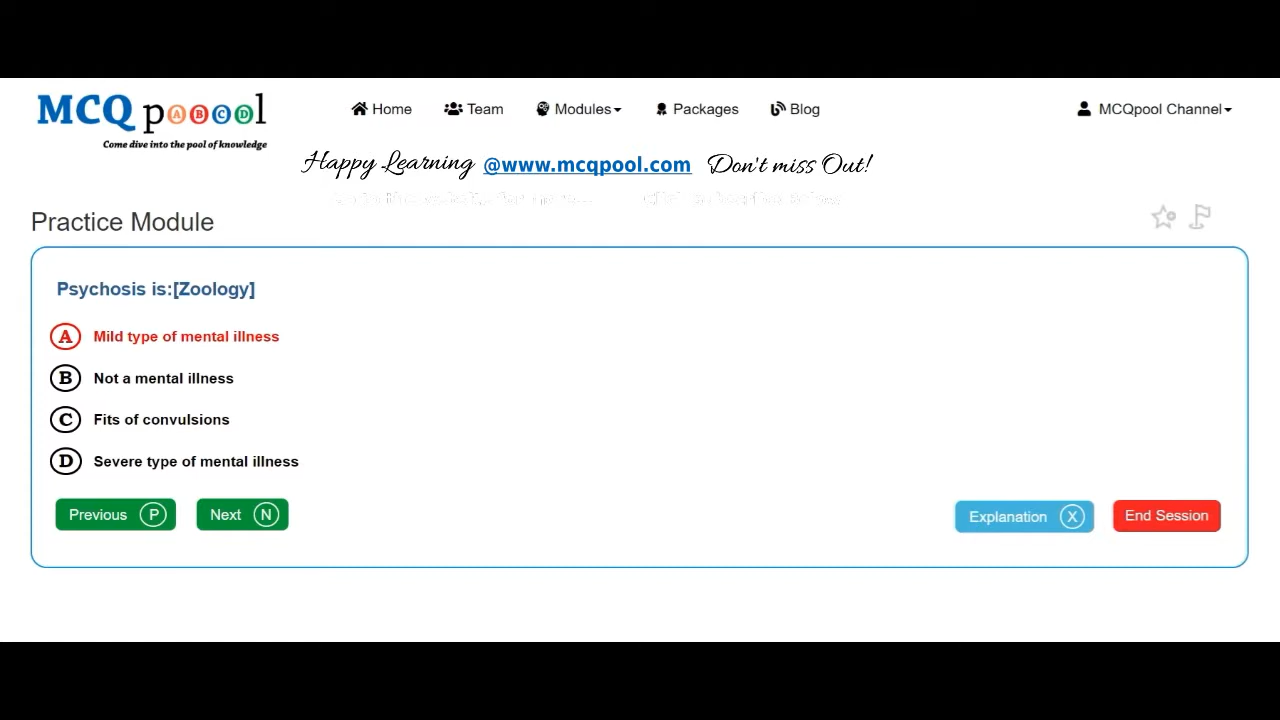 MCQ pooool
Come dive into the pool of knowledge
Home Team Modules Packages Blog MCQpool Channel
Happy Learning @www.mcqpool.com Don't miss Out!
Practice Module
Psychosis is:[Zoology]
A Mild type of mental illness
B Not a mental illness
C Fits of convulsions
D Severe type of mental illness
Previous P Next N Explanation X End Session